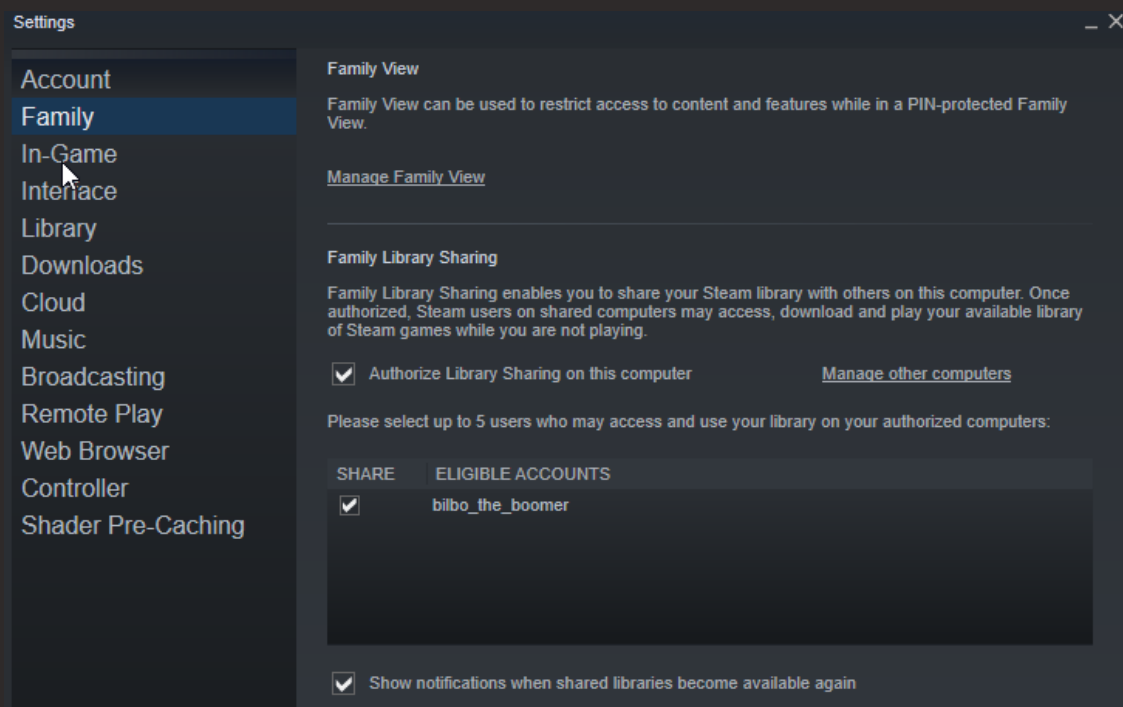 Settings
Account
Family
In-Game
Interface
Library
Downloads
Cloud
Music
Broadcasting
Remote Play
Web Browser
Controller
Shader Pre-Caching
Family View
Family View can be used to restrict access to content and features while in a PIN-protected Family
View.
Manage Family View
Family Library Sharing
Family Library Sharing enables you to share your Steam library with others on this computer. Once
authorized, Steam users on shared computers may access, download and play your available library
of Steam games while you are not playing.
Authorize Library Sharing on this computer Manage other computers
Please select up to 5 users who may access and use your library on your authorized computers:
SHARE ELIGIBLE ACCOUNTS
bilbo_the_boomer
Show notifications when shared libraries become available again